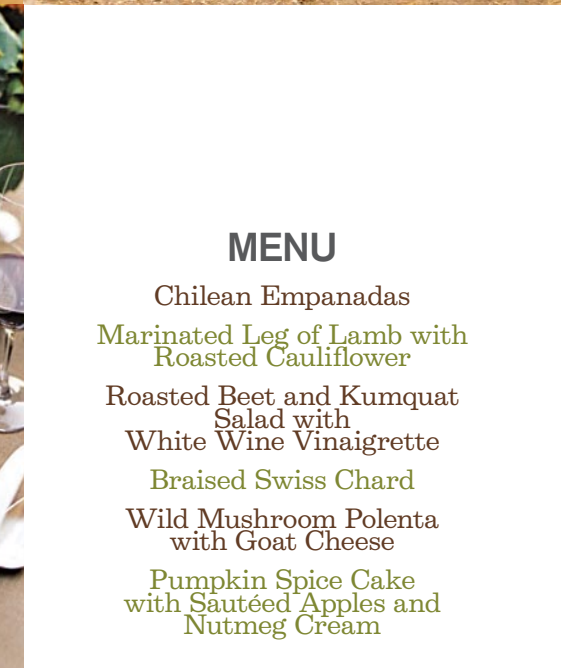 MENU
Chilean Empanadas
Marinated Leg of Lamb with
Roasted Cauliflower
Roasted Beet and Kumquat
Salad with
White Wine Vinaigrette
Braised Swiss Chard
Wild Mushroom Polenta
with Goat Cheese
Pumpkin Spice Cake
with Sautéed Apples and
Nutmeg Cream